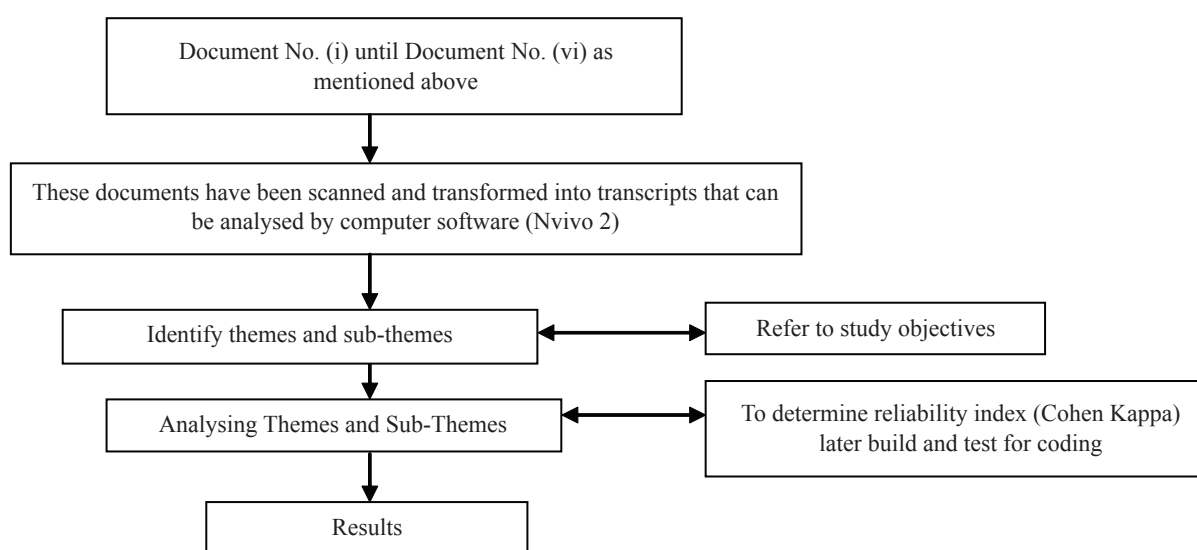 Document No. (i) until Document No. (vi) as
mentioned above
These documents have been scanned and transformed into transcripts that can
be analysed by computer software (Nvivo 2)
Identify themes and sub-themes
Refer to study objectives
Analysing Themes and Sub-Themes
To determine reliability index (Cohen Kappa)
later build and test for coding
Results